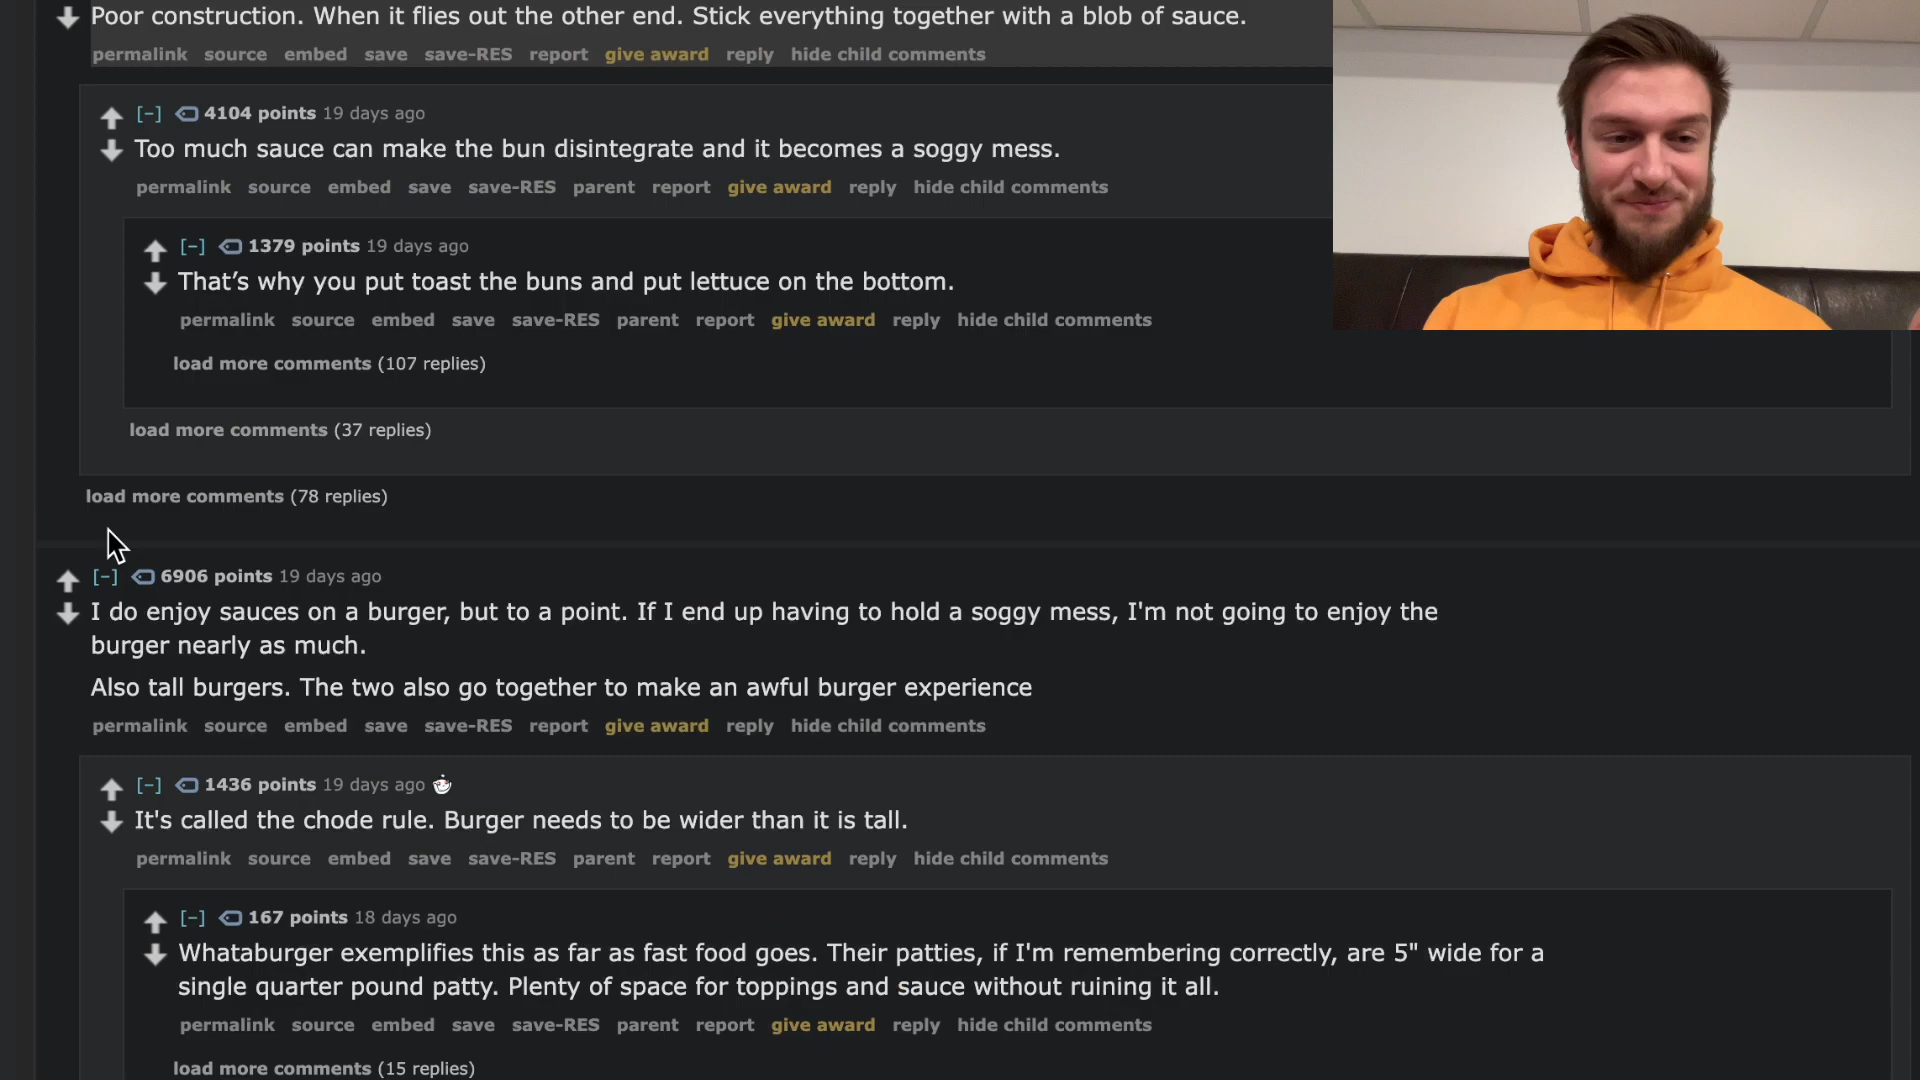 Poor construction. When it flies out the other end. Stick everything together with a blob of sauce.
permalink source embed save save-RES report give award reply hide child comments
[–] 4104 points 19 days ago
Too much sauce can make the bun disintegrate and it becomes a soggy mess.
permalink source embed save save-RES parent report give award reply hide child comments
[–] 1379 points 19 days ago
That’s why you put toast the buns and put lettuce on the bottom.
permalink source embed save save-RES parent report give award reply hide child comments
load more comments (107 replies)
load more comments (37 replies)
load more comments (78 replies)
[–] 6906 points 19 days ago
I do enjoy sauces on a burger, but to a point. If I end up having to hold a soggy mess, I'm not going to enjoy the
burger nearly as much.
Also tall burgers. The two also go together to make an awful burger experience
permalink source embed save save-RES report give award reply hide child comments
[–] 1436 points 19 days ago
It's called the chode rule. Burger needs to be wider than it is tall.
permalink source embed save save-RES parent report give award reply hide child comments
[–] 167 points 18 days ago
Whataburger exemplifies this as far as fast food goes. Their patties, if I'm remembering correctly, are 5" wide for a
single quarter pound patty. Plenty of space for toppings and sauce without ruining it all.
permalink source embed save save-RES parent report give award reply hide child comments
load more comments (15 replies)